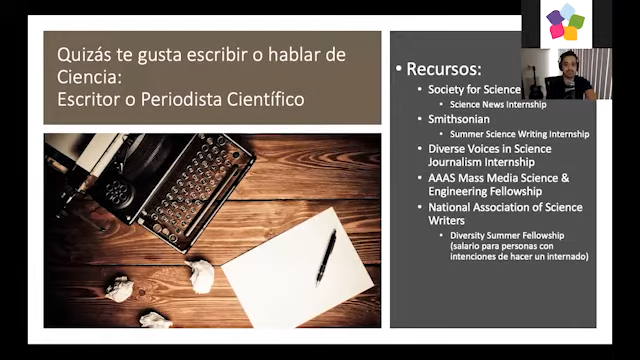 Quizás te gusta escribir o hablar de
Ciencia:
Escritor o Periodista Científico
• Recursos:
• Society for Science
• Science News Internship
• Smithsonian
• Summer Science Writing Internship
• Diverse Voices in Science
Journalism Internship
• AAAS Mass Media Science &
Engineering Fellowship
• National Association of Science
Writers
• Diversity Summer Fellowship
(salario para personas con
intenciones de hacer un internado)